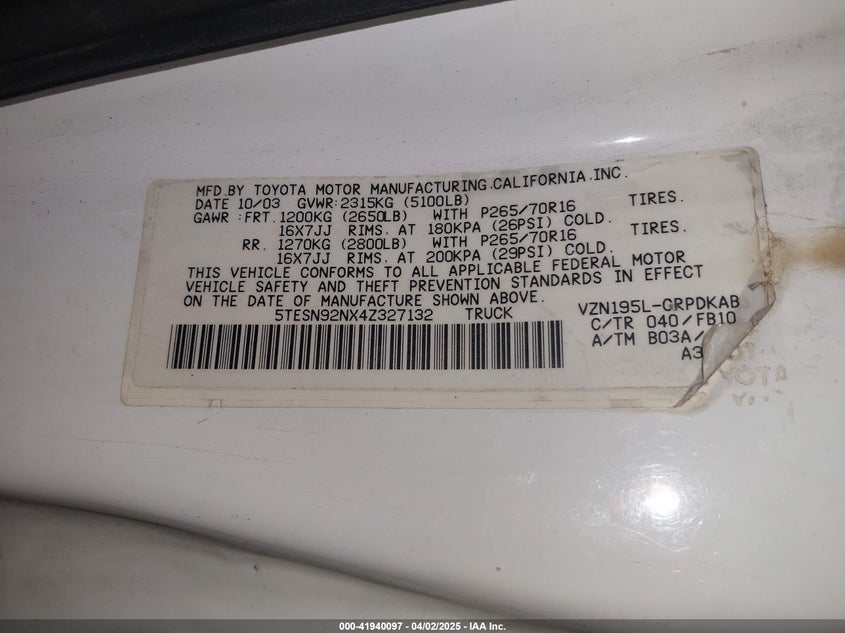 MFD.BY TOYOTA MOTOR MANUFACTURING.CALIFORNIA.INC.
DATE 10/03 GVWR:2315KG (5100LB)
GAWR:FRT.1200KG (2650LB) WITH P265/70R16 TIRES.
16X7JJ RIMS. AT 180KPA (26PSI) COLD.
RR. 1270KG (2800LB) WITH P265/70R16 TIRES.
16X7JJ RIMS. AT 200KPA (29PSI) COLD.
THIS VEHICLE CONFORMS TO ALL APPLICABLE FEDERAL MOTOR
VEHICLE SAFETY AND THEFT PREVENTION STANDARDS IN EFFECT
ON THE DATE OF MANUFACTURE SHOWN ABOVE.
5TESN92NX4Z327132 TRUCK
VZN195L-CRPDKAB
C/TR 040/FB10
A/TM B03A/
A3
000-41940097 - 04/02/2025 - IAA Inc.